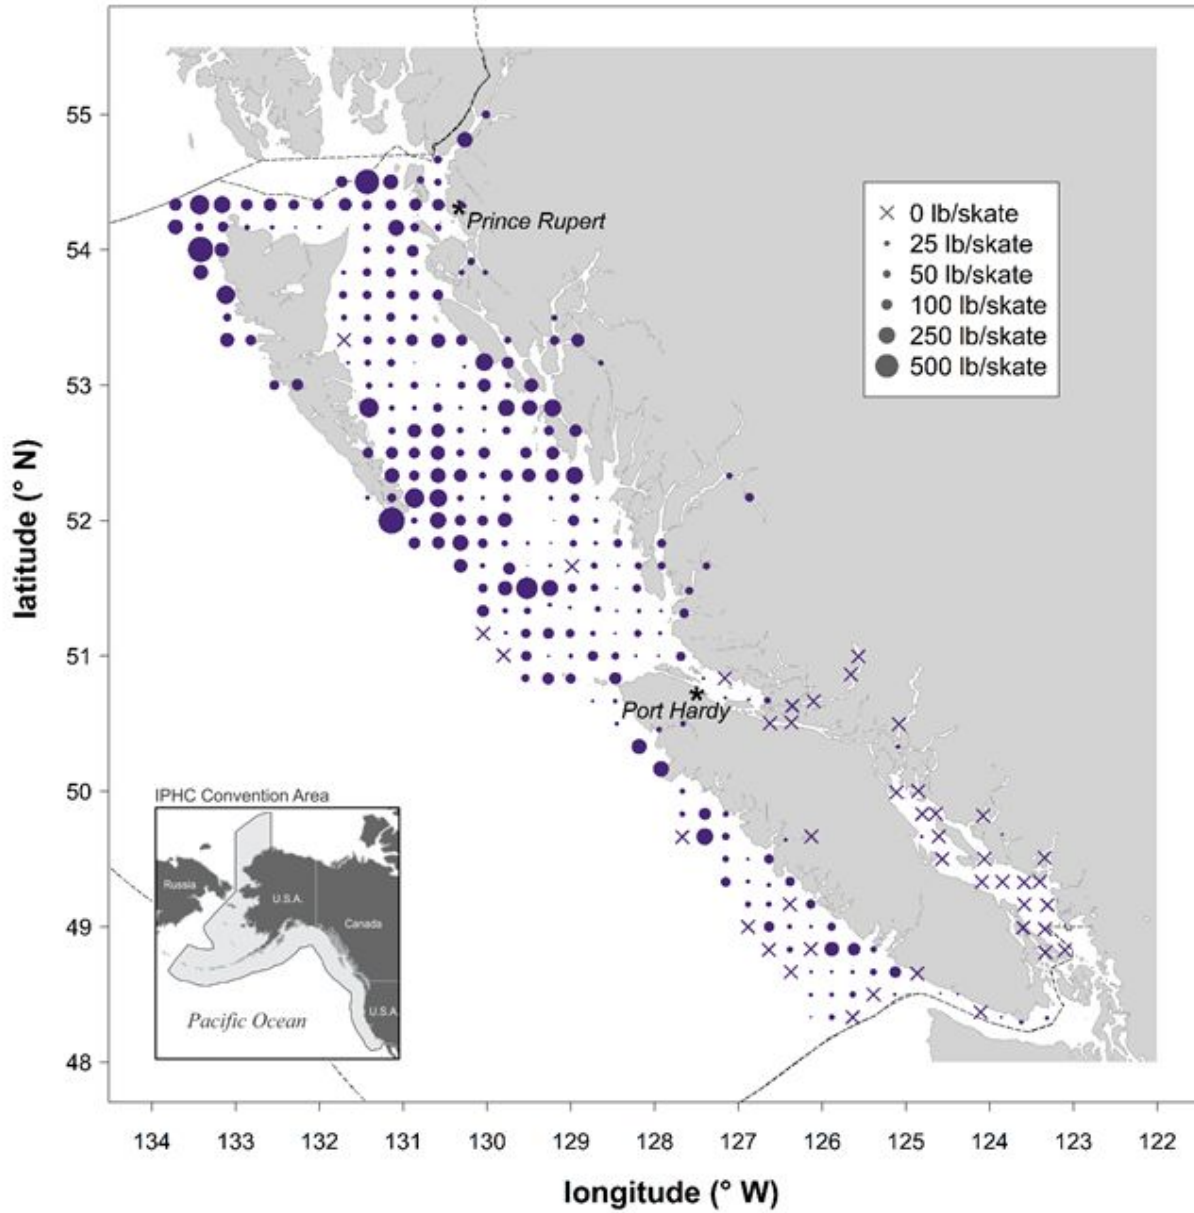 55
54
53
52
51
50
49
48
latitude (° N)
Prince Rupert
Port Hardy
0 lb/skate
25 lb/skate
50 lb/skate
100 lb/skate
250 lb/skate
500 lb/skate
IPHC Convention Area
Russia
U.S.A.
Canada
U.S.A.
Pacific Ocean
134 133 132 131 130 129 128 127 126 125 124 123 122
longitude (° W)